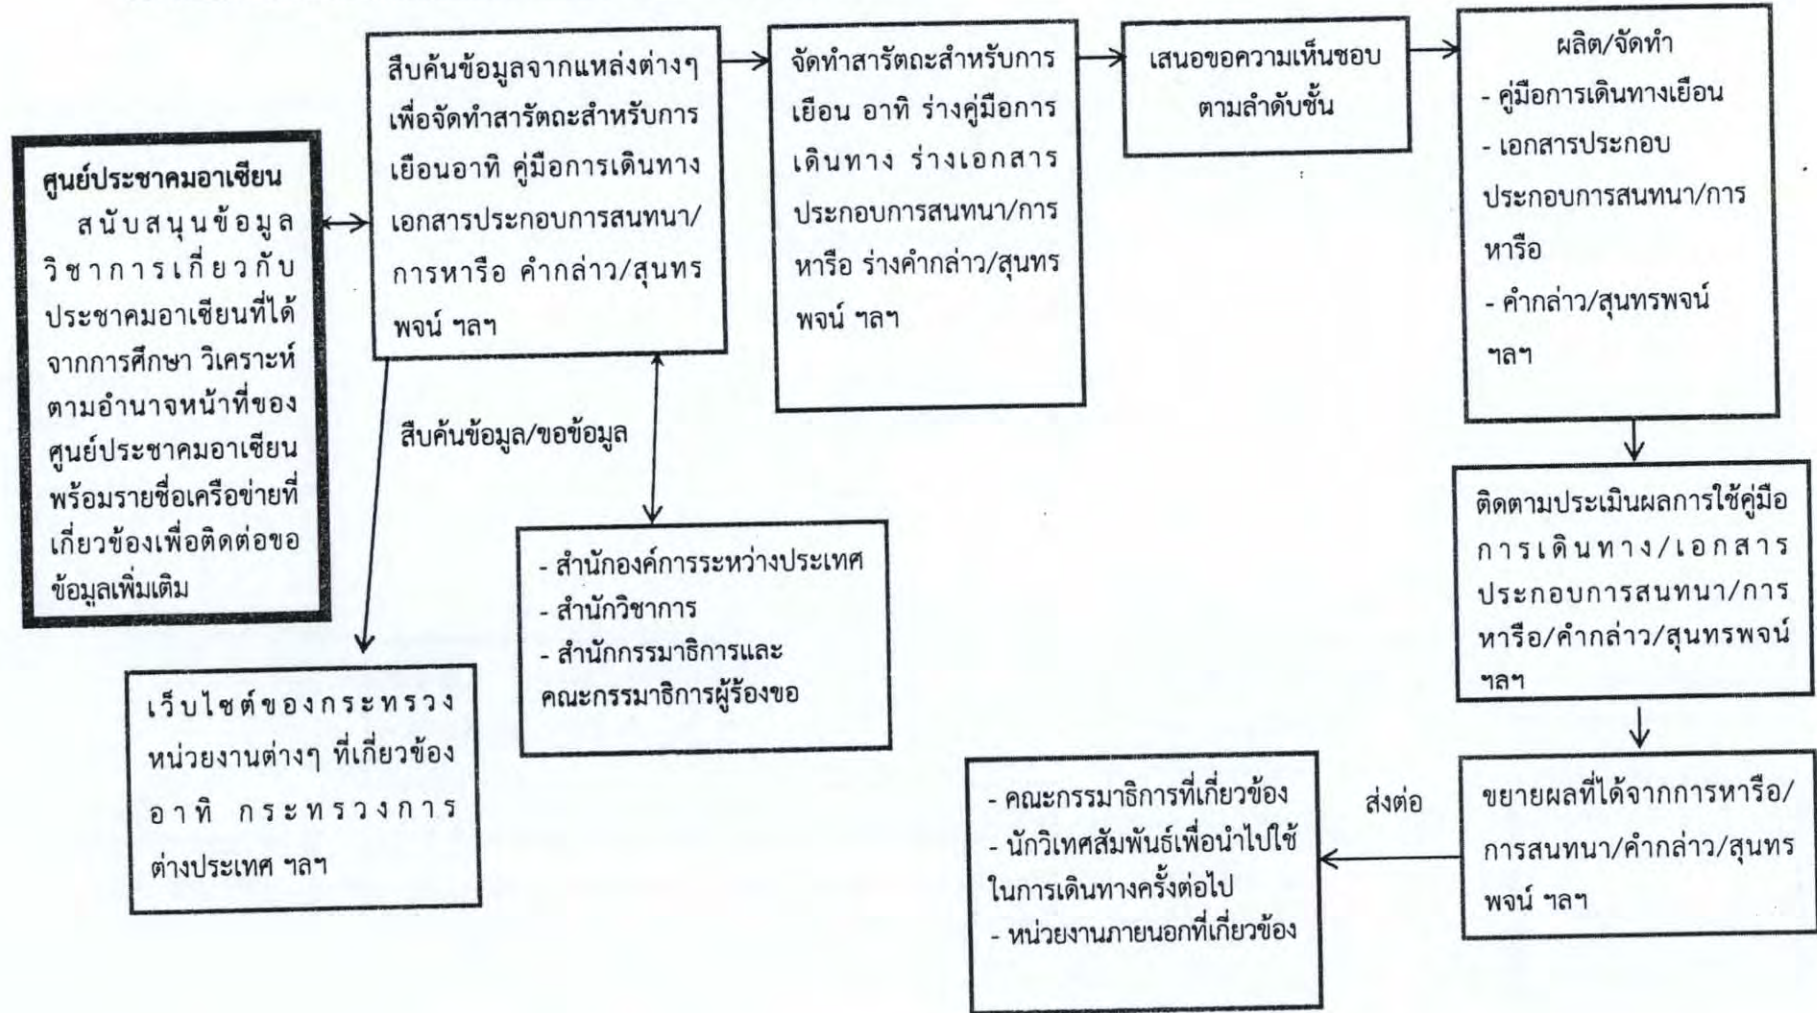 ศูนย์ประชาคมอาเซียน
สนับสนุนข้อมูล
วิชาการเกี่ยวกับ
ประชาคมอาเซียนที่ได้
จากการศึกษา วิเคราะห์
ตามอำนาจหน้าที่ของ
ศูนย์ประชาคมอาเซียน
พร้อมรายชื่อเครือข่ายที่
เกี่ยวข้องเพื่อติดต่อขอ
ข้อมูลเพิ่มเติม
สืบค้นข้อมูลจากแหล่งต่างๆ
เพื่อจัดทำสารัตถะสำหรับการ
เยือนอาทิ คู่มือการเดินทาง
เอกสารประกอบการสนทนา/
การหารือ คำกล่าว/สุนทร
พจน์ ฯลฯ
จัดทำสารัตถะสำหรับการ
เยือน อาทิ ร่างคู่มือการ
เดินทาง ร่างเอกสาร
ประกอบการสนทนา/การ
หารือ ร่างคำกล่าว/สุนทร
พจน์ ฯลฯ
เสนอขอความเห็นชอบ
ตามลำดับชั้น
ผลิต/จัดทำ
- คู่มือการเดินทางเยือน
- เอกสารประกอบ
ประกอบการสนทนา/การ
หารือ
- คำกล่าว/สุนทรพจน์
ฯลฯ
สืบค้นข้อมูล/ขอข้อมูล
- สำนักองค์การระหว่างประเทศ
- สำนักวิชาการ
- สำนักกรรมาธิการและ
คณะกรรมาธิการผู้ร้องขอ
เว็บไซต์ของกระทรวง
หน่วยงานต่างๆ ที่เกี่ยวข้อง
อาทิ กระทรวงการ
ต่างประเทศ ฯลฯ
ติดตามประเมินผลการใช้คู่มือ
การเดินทาง/เอกสาร
ประกอบการสนทนา/การ
หารือ/คำกล่าว/สุนทรพจน์
ฯลฯ
ขยายผลที่ได้จากการหารือ/
การสนทนา/คำกล่าว/สุนทร
พจน์ ฯลฯ
ส่งต่อ
- คณะกรรมาธิการที่เกี่ยวข้อง
- นักวิเทศสัมพันธ์เพื่อนำไปใช้
ในการเดินทางครั้งต่อไป
- หน่วยงานภายนอกที่เกี่ยวข้อง